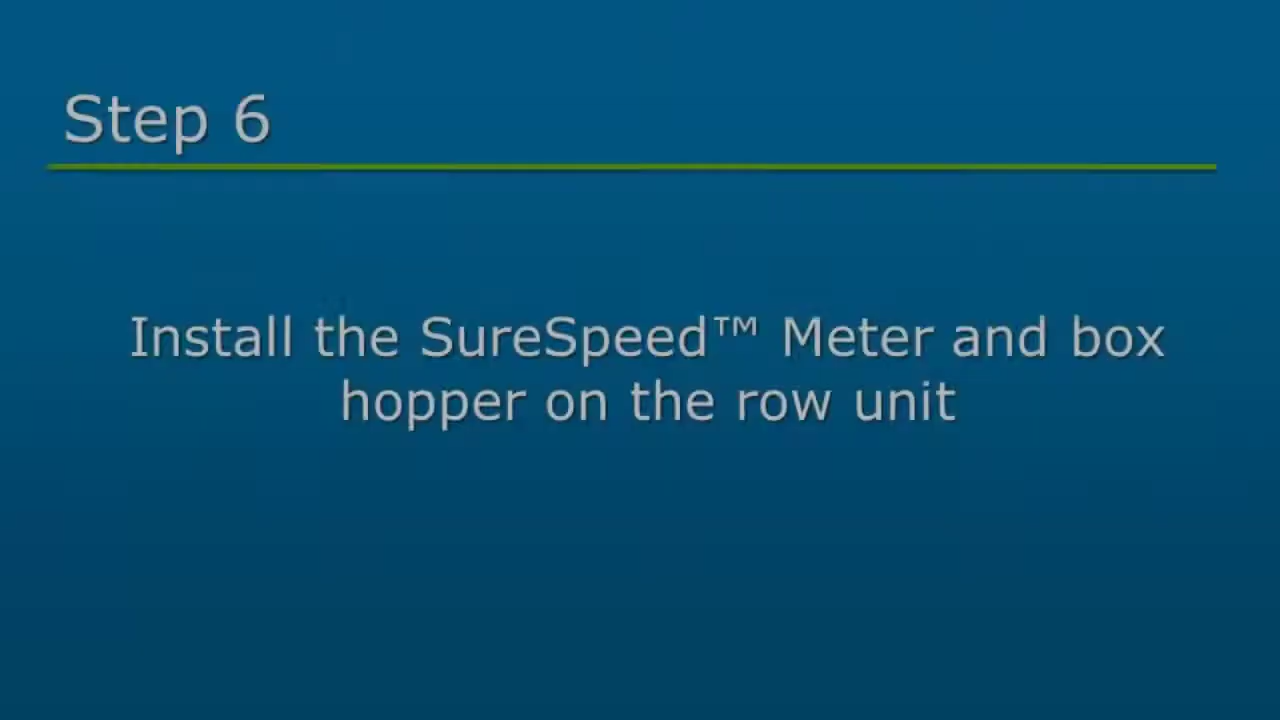 Step 6
Install the SureSpeed™ Meter and box
hopper on the row unit